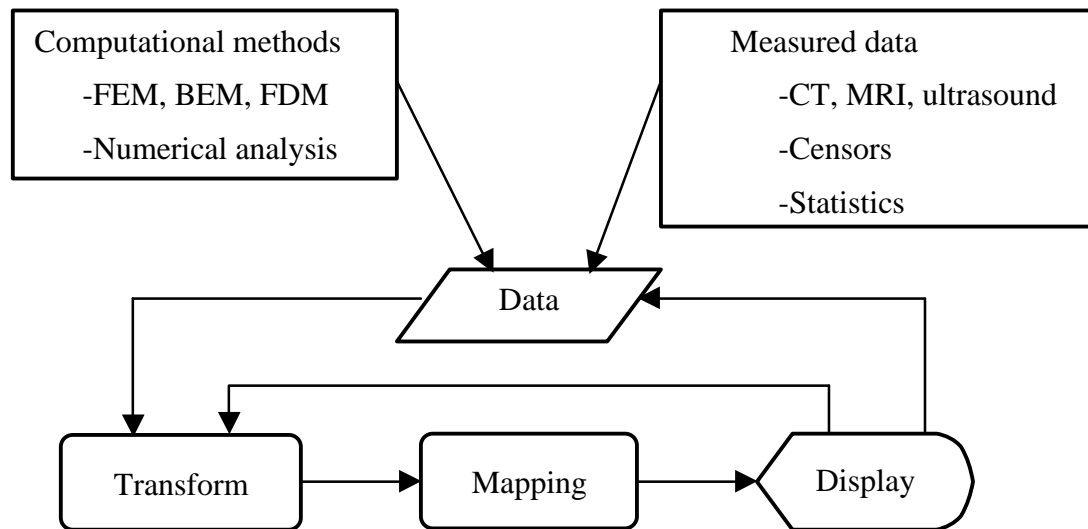 Computational methods
-FEM, BEM, FDM
-Numerical analysis
Measured data
-CT, MRI, ultrasound
-Censors
-Statistics
Data
Transform
Mapping
Display